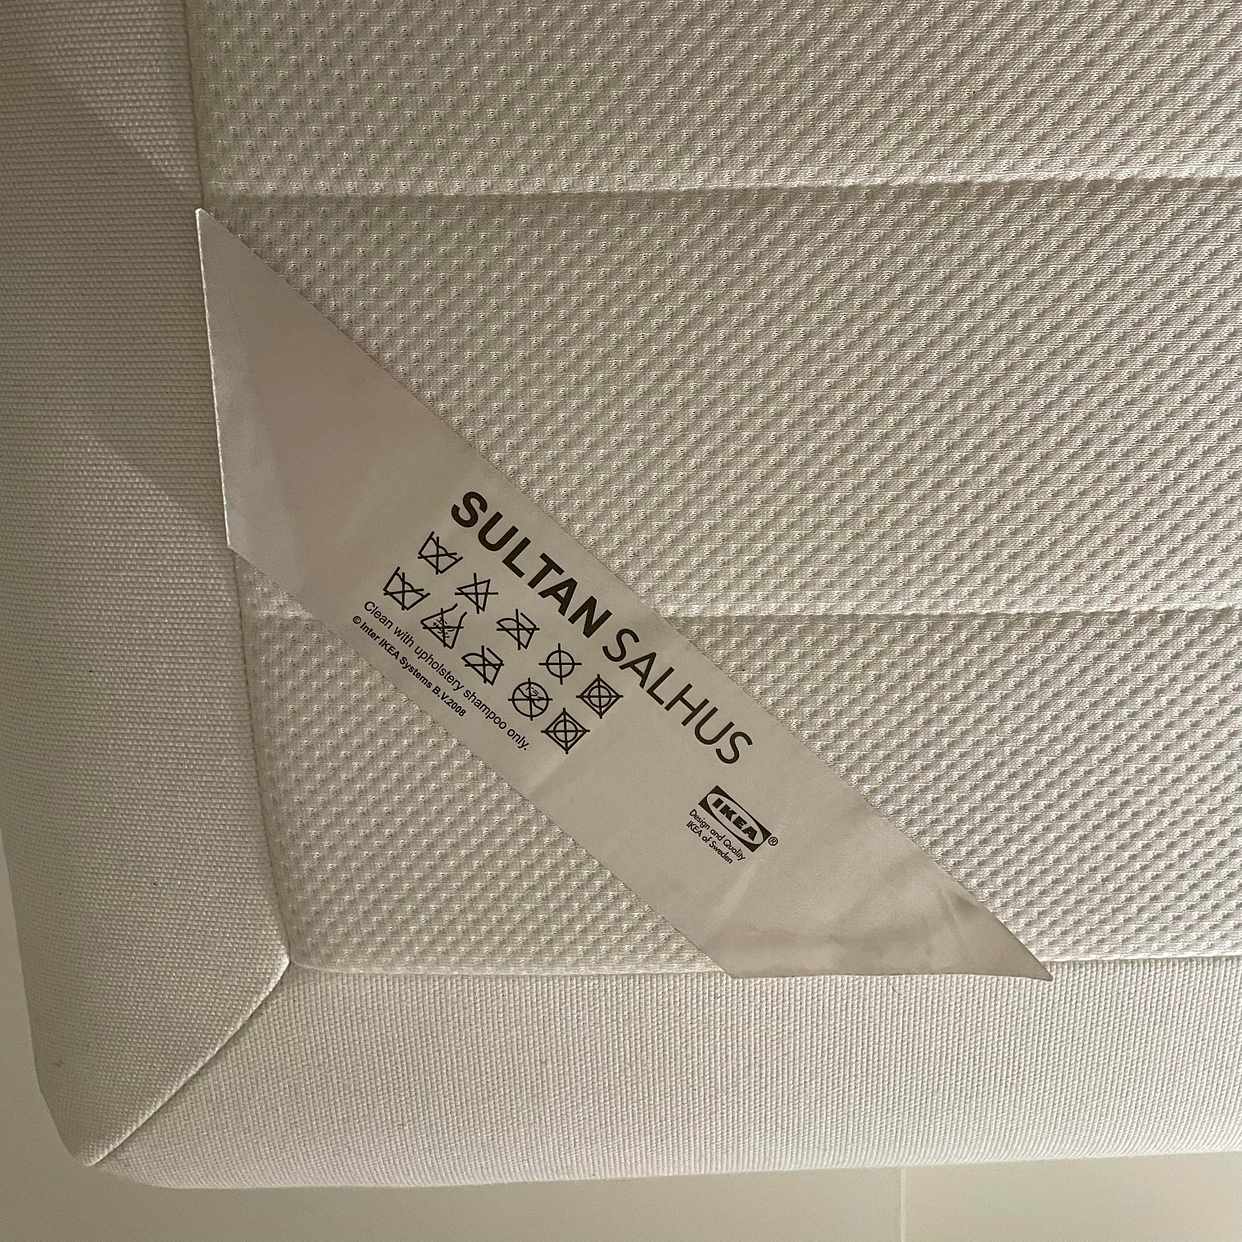 SULTAN SALHUS
Clean with upholstery shampoo only.
© Inter IKEA Systems B.V.2008
IKEA®
Design and Quality
IKEA of Sweden